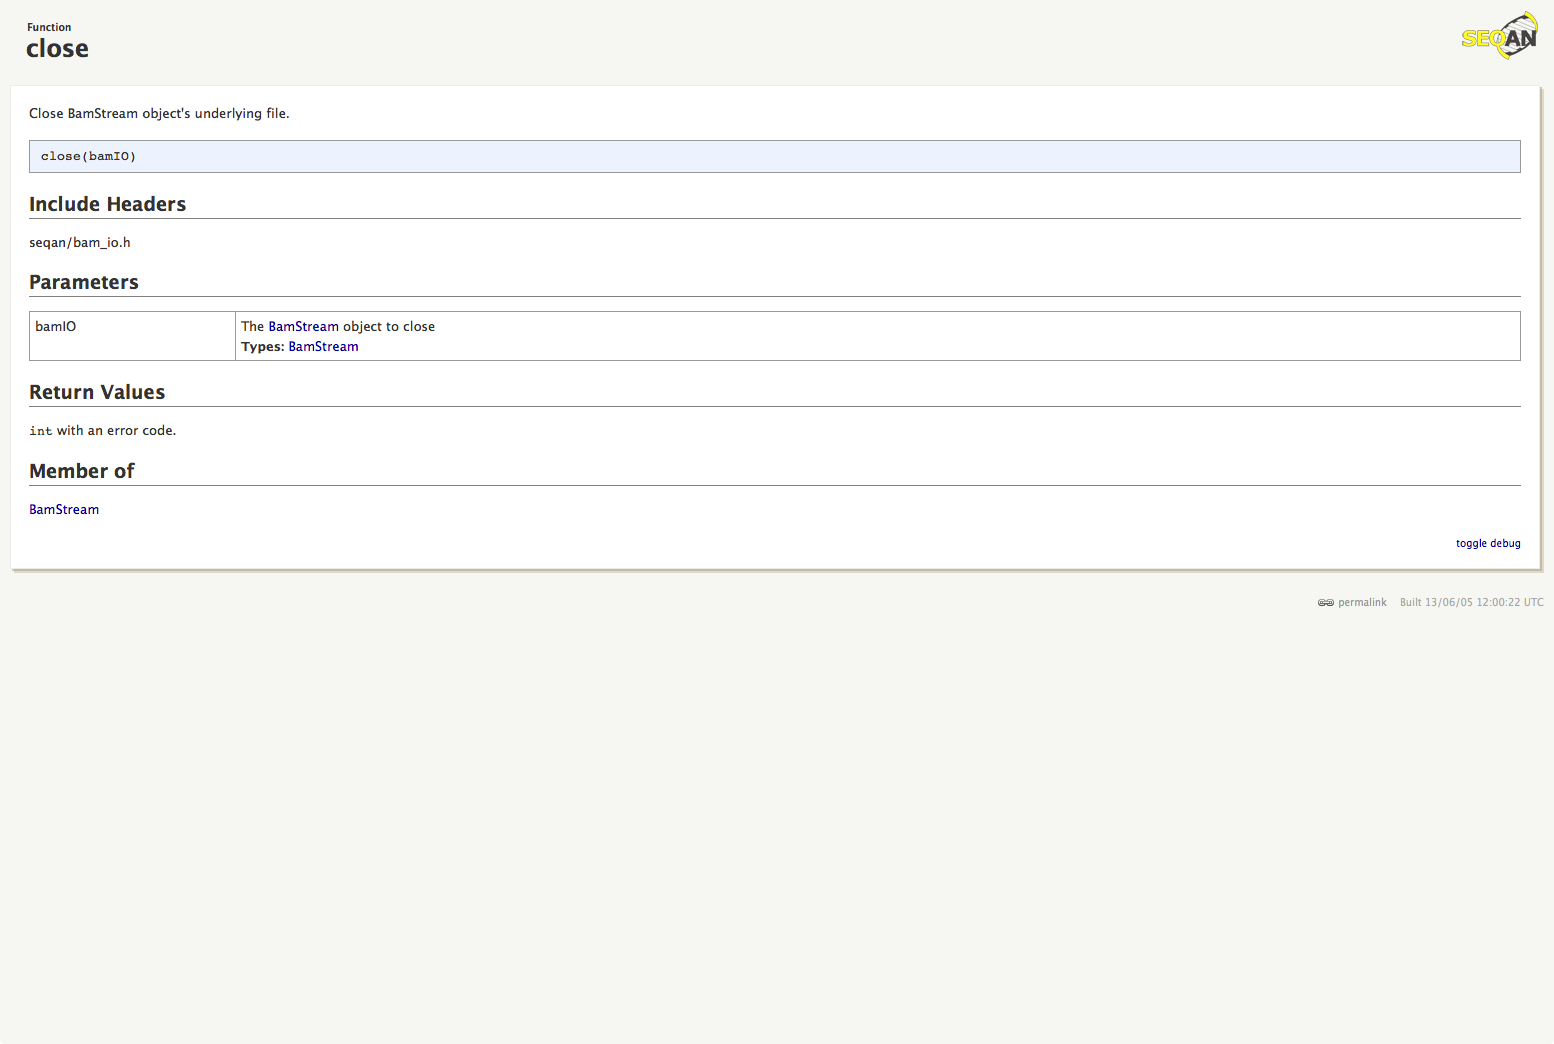 Function
close
SEQAN
Close BamStream object's underlying file.
close(bamIO)
Include Headers
seqan/bam_io.h
Parameters
bamIO
The BamStream object to close
Types: BamStream
Return Values
int with an error code.
Member of
BamStream
toggle debug
permalink Built 13/06/05 12:00:22 UTC